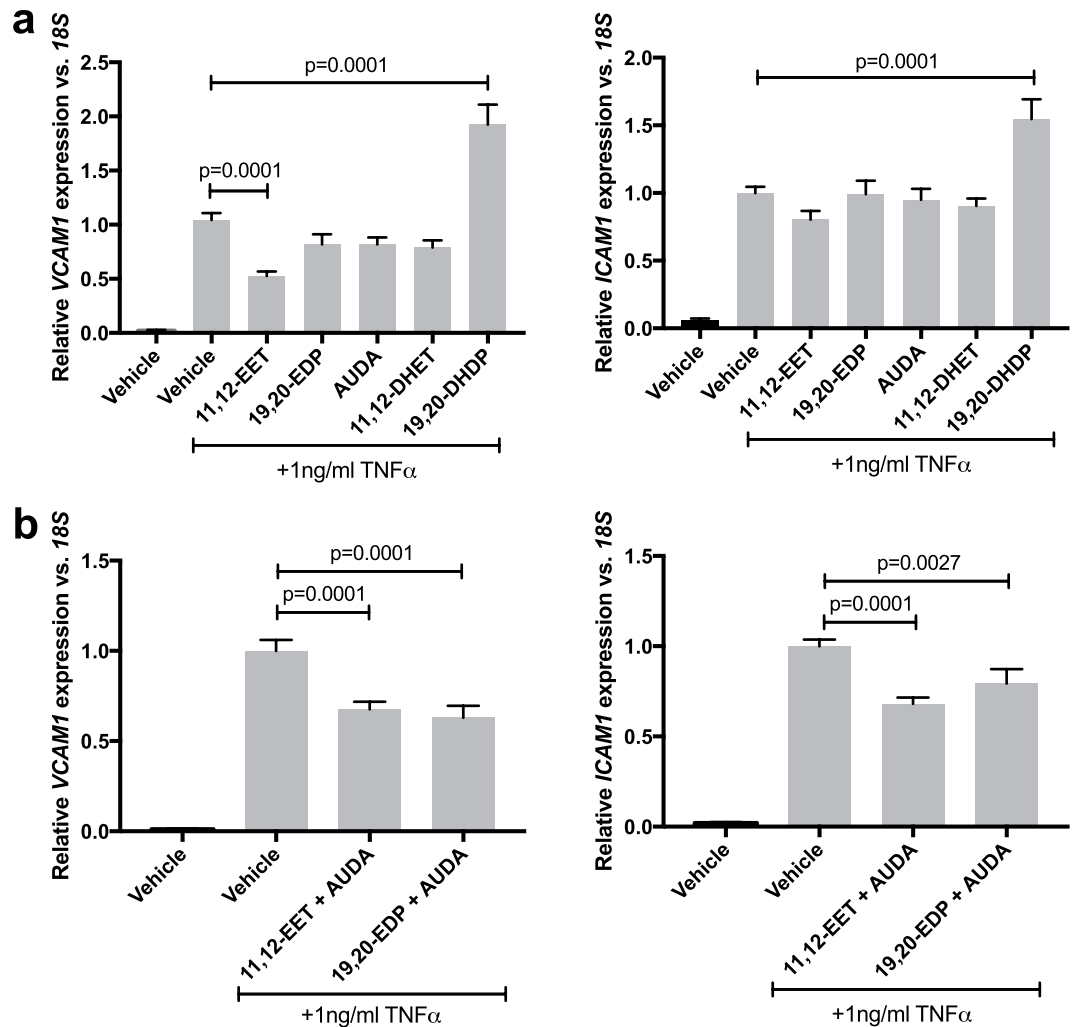 a
Relative VCAM1 expression vs. 18S
2.5
2.0
1.5
1.0
0.5
0.0
p=0.0001
p=0.0001
Vehicle
Vehicle
11,12-EET
19,20-EDP
AUDA
11,12-DHET
19,20-DHDP
+1ng/ml TNFα
Relative ICAM1 expression vs. 18S
2.0
1.5
1.0
0.5
0.0
p=0.0001
Vehicle
Vehicle
11,12-EET
19,20-EDP
AUDA
11,12-DHET
19,20-DHDP
+1ng/ml TNFα
b
Relative VCAM1 expression vs. 18S
1.5
1.0
0.5
0.0
p=0.0001
p=0.0001
Vehicle
Vehicle
11,12-EET + AUDA
19,20-EDP + AUDA
+1ng/ml TNFα
Relative ICAM1 expression vs. 18S
1.5
1.0
0.5
0.0
p=0.0027
p=0.0001
Vehicle
Vehicle
11,12-EET + AUDA
19,20-EDP + AUDA
+1ng/ml TNFα